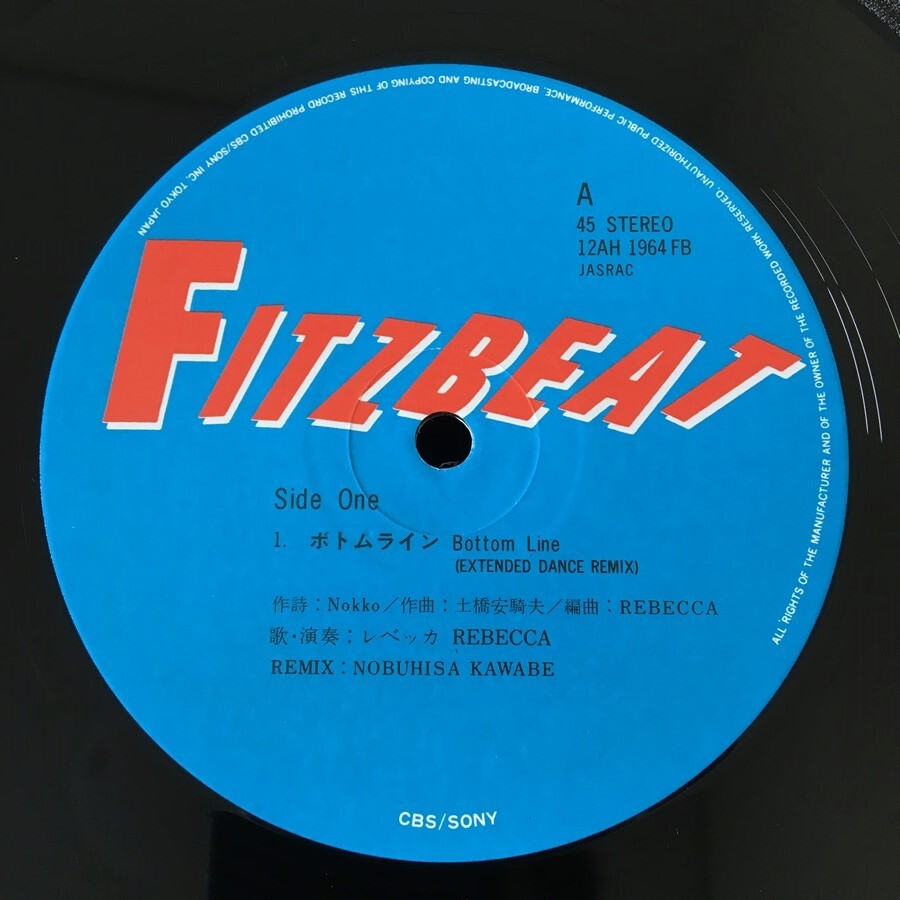 ALL RIGHTS OF THE MANUFACTURER AND OF THE OWNER OF THE RECORDED WORK RESERVED. UNAUTHORIZED PUBLIC PERFORMANCE. BROADCASTING AND COPYING OF THIS RECORD PROHIBITED CBS/SONY INC. TOKYO JAPAN
A
45 STEREO
12AH 1964 FB
JASRAC
FITZBEAT
Side One
1. ボトムライン Bottom Line
(EXTENDED DANCE REMIX)
作詩：Nokko／作曲：土橋安騎夫／編曲：REBECCA
歌・演奏：レベッカ REBECCA
REMIX：NOBUHISA KAWABE
CBS/SONY